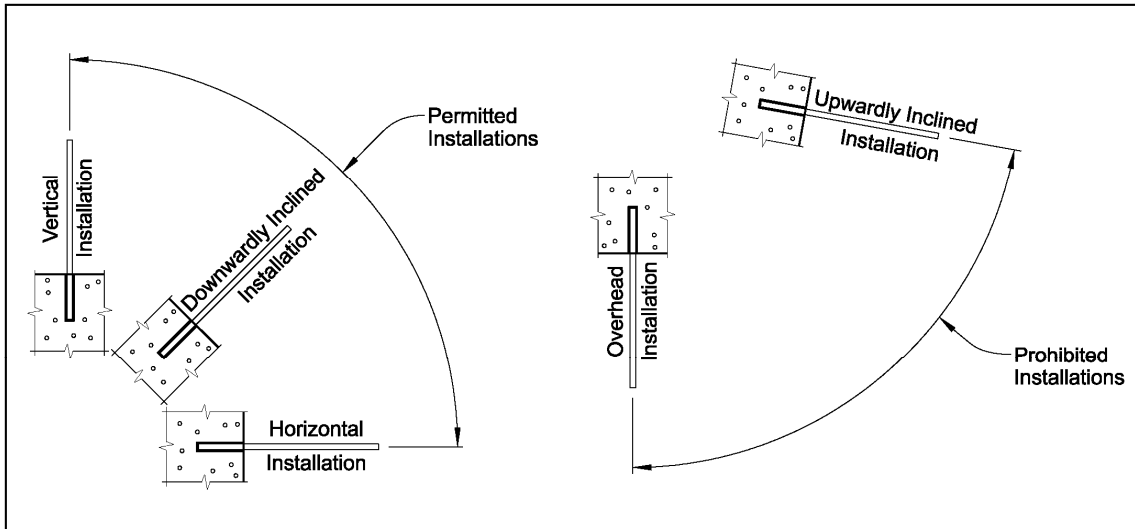 Permitted
Installations
Vertical
Installation
Downwardly Inclined
Installation
Horizontal
Installation
Upwardly Inclined
Installation
Overhead
Installation
Prohibited
Installations